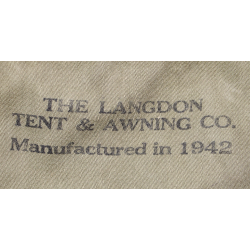 THE LANGDON
TENT & AWNING CO.
Manufactured in 1942